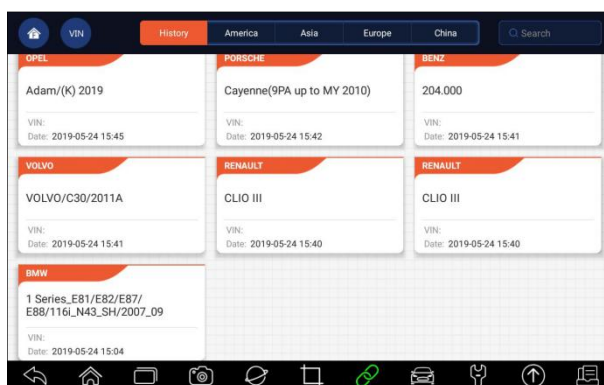 VIN
History
America
Asia
Europe
China
Search
OPEL
Adam/(K) 2019
VIN:
Date: 2019-05-24 15:45
PORSCHE
Cayenne(9PA up to MY 2010)
VIN:
Date: 2019-05-24 15:42
BENZ
204.000
VIN:
Date: 2019-05-24 15:41
VOLVO
VOLVO/C30/2011A
VIN:
Date: 2019-05-24 15:41
RENAULT
CLIO III
VIN:
Date: 2019-05-24 15:40
RENAULT
CLIO III
VIN:
Date: 2019-05-24 15:40
BMW
1 Series_E81/E82/E87/
E88/116i_N43_SH/2007_09
VIN:
Date: 2019-05-24 15:04